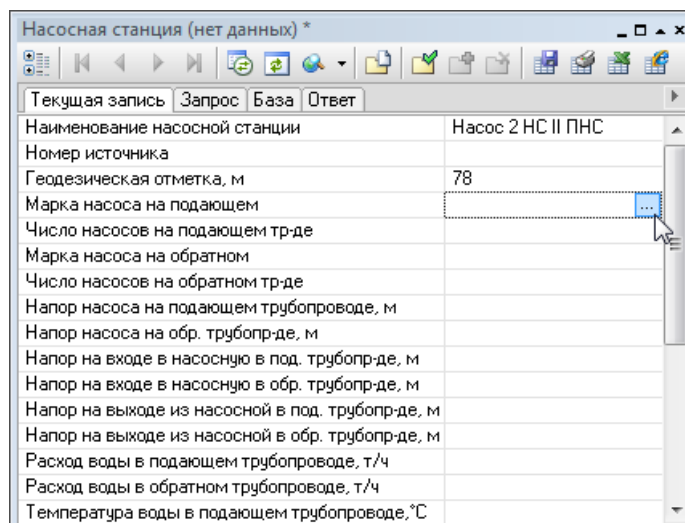 Насосная станция (нет данных) *
Текущая запись Запрос База Ответ
Наименование насосной станции Насос 2 НС II ПНС
Номер источника
Геодезическая отметка, м 78
Марка насоса на подающем ...
Число насосов на подающем тр-де
Марка насоса на обратном
Число насосов на обратном тр-де
Напор насоса на подающем трубопроводе, м
Напор насоса на обр. трубопр-де, м
Напор на входе в насосную в под. трубопр-де, м
Напор на входе в насосную в обр. трубопр-де, м
Напор на выходе из насосной в под. трубопр-де, м
Напор на выходе из насосной в обр. трубопр-де, м
Расход воды в подающем трубопроводе, т/ч
Расход воды в обратном трубопроводе, т/ч
Температура воды в подающем трубопроводе,°C